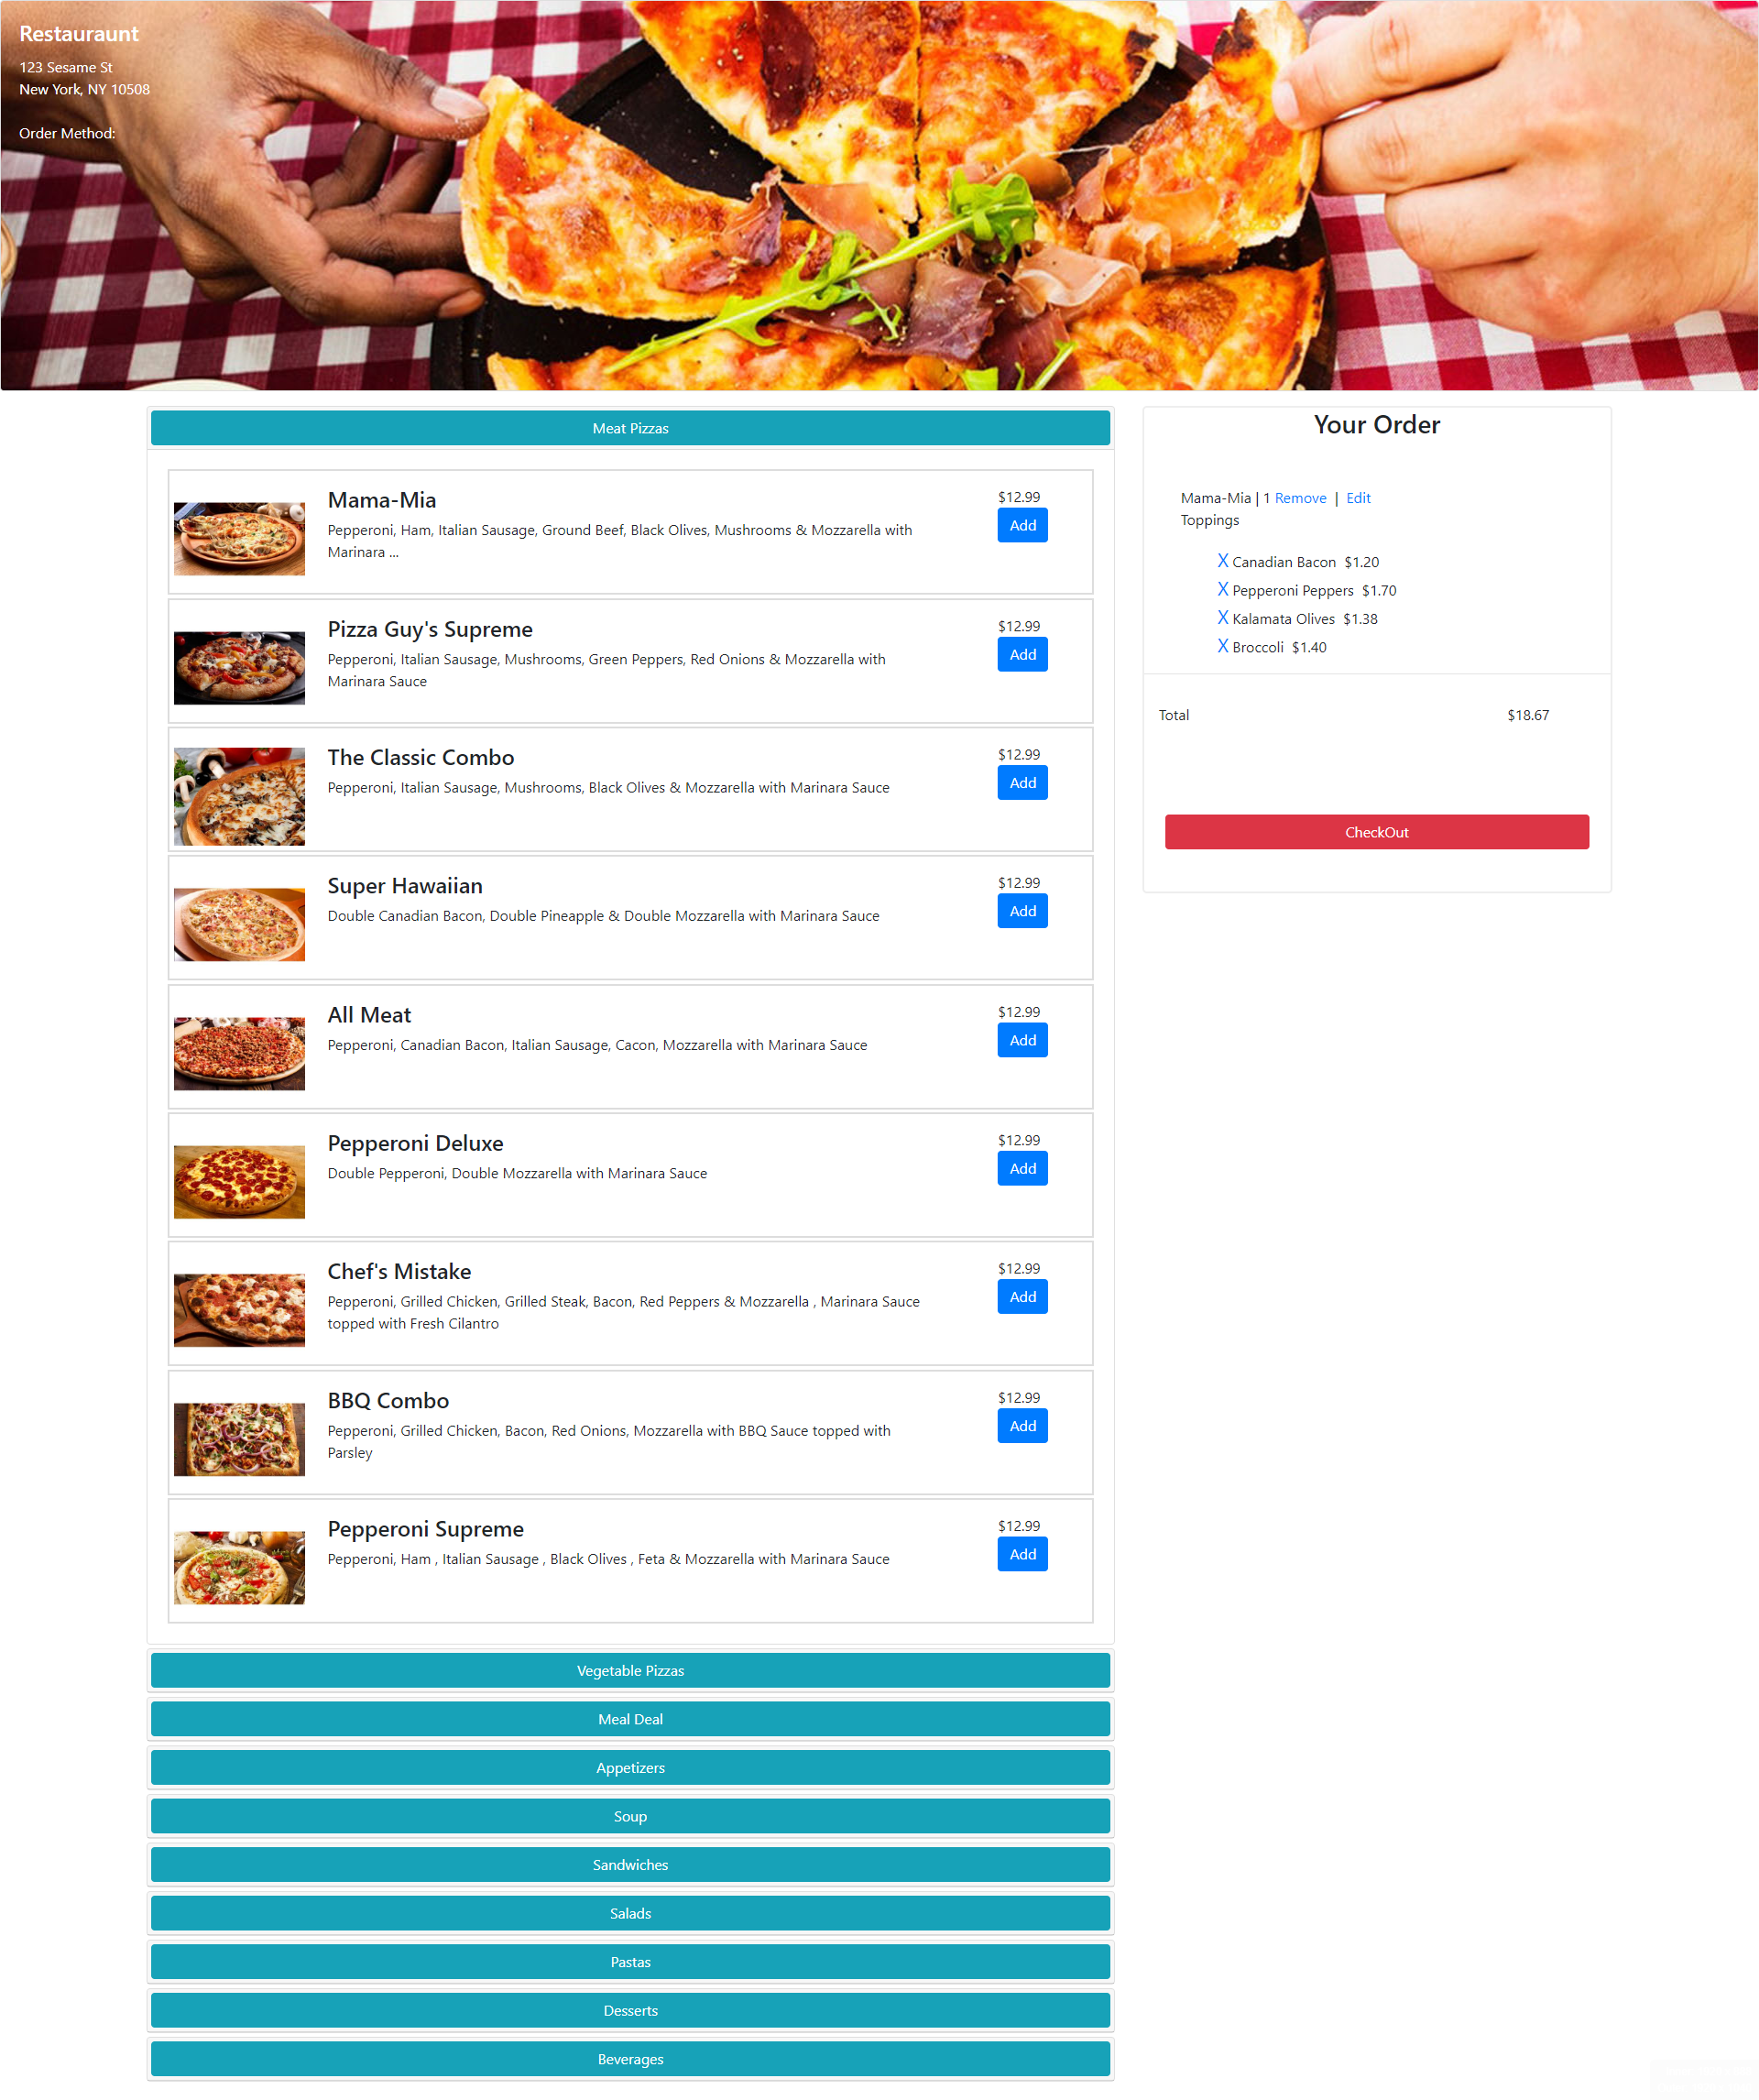 Restauraunt
123 Sesame St
New York, NY 10508
Order Method:
Meat Pizzas
Mama-Mia
Pepperoni, Ham, Italian Sausage, Ground Beef, Black Olives, Mushrooms & Mozzarella with
Marinara ...
$12.99
Add
Pizza Guy's Supreme
Pepperoni, Italian Sausage, Mushrooms, Green Peppers, Red Onions & Mozzarella with
Marinara Sauce
$12.99
Add
The Classic Combo
Pepperoni, Italian Sausage, Mushrooms, Black Olives & Mozzarella with Marinara Sauce
$12.99
Add
Super Hawaiian
Double Canadian Bacon, Double Pineapple & Double Mozzarella with Marinara Sauce
$12.99
Add
All Meat
Pepperoni, Canadian Bacon, Italian Sausage, Cacon, Mozzarella with Marinara Sauce
$12.99
Add
Pepperoni Deluxe
Double Pepperoni, Double Mozzarella with Marinara Sauce
$12.99
Add
Chef's Mistake
Pepperoni, Grilled Chicken, Grilled Steak, Bacon, Red Peppers & Mozzarella , Marinara Sauce
topped with Fresh Cilantro
$12.99
Add
BBQ Combo
Pepperoni, Grilled Chicken, Bacon, Red Onions, Mozzarella with BBQ Sauce topped with
Parsley
$12.99
Add
Pepperoni Supreme
Pepperoni, Ham , Italian Sausage , Black Olives , Feta & Mozzarella with Marinara Sauce
$12.99
Add
Vegetable Pizzas
Meal Deal
Appetizers
Soup
Sandwiches
Salads
Pastas
Desserts
Beverages
Your Order
Mama-Mia | 1 Remove | Edit
Toppings
X Canadian Bacon $1.20
X Pepperoni Peppers $1.70
X Kalamata Olives $1.38
X Broccoli $1.40
Total $18.67
CheckOut